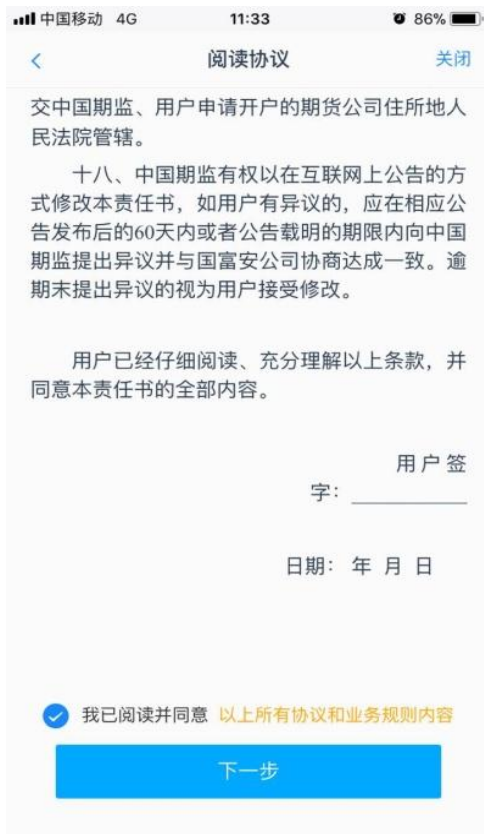 中国移动 4G 11:33 86%
阅读协议 关闭
交中国期监、用户申请开户的期货公司住所地人
民法院管辖。
十八、中国期监有权以在互联网上公告的方
式修改本责任书，如用户有异议的，应在相应公
告发布后的60天内或者公告载明的期限内向中国
期监提出异议并与国富安公司协商达成一致。逾
期未提出异议的视为用户接受修改。
用户已经仔细阅读、充分理解以上条款，并
同意本责任书的全部内容。
用户签
字：
日期： 年 月 日
我已阅读并同意 以上所有协议和业务规则内容
下一步